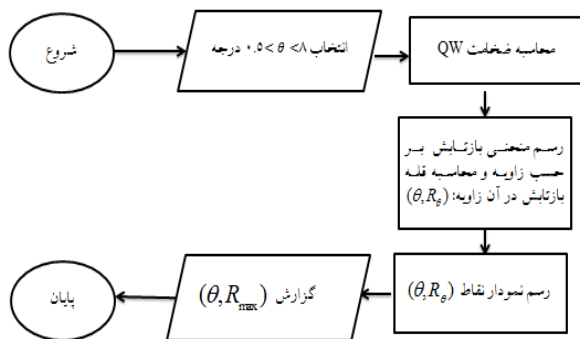 شروع
انتخاب ۰.۵< θ <۸ درجه
محاسبه ضخامت QW
رسم منحنی بازتابش بر
حسب زاویه و محاسبه قله
بازتابش در آن زاویه: (θ,R_θ)
رسم نمودار نقاط (θ,R_θ)
گزارش (θ,R_max)
پایان